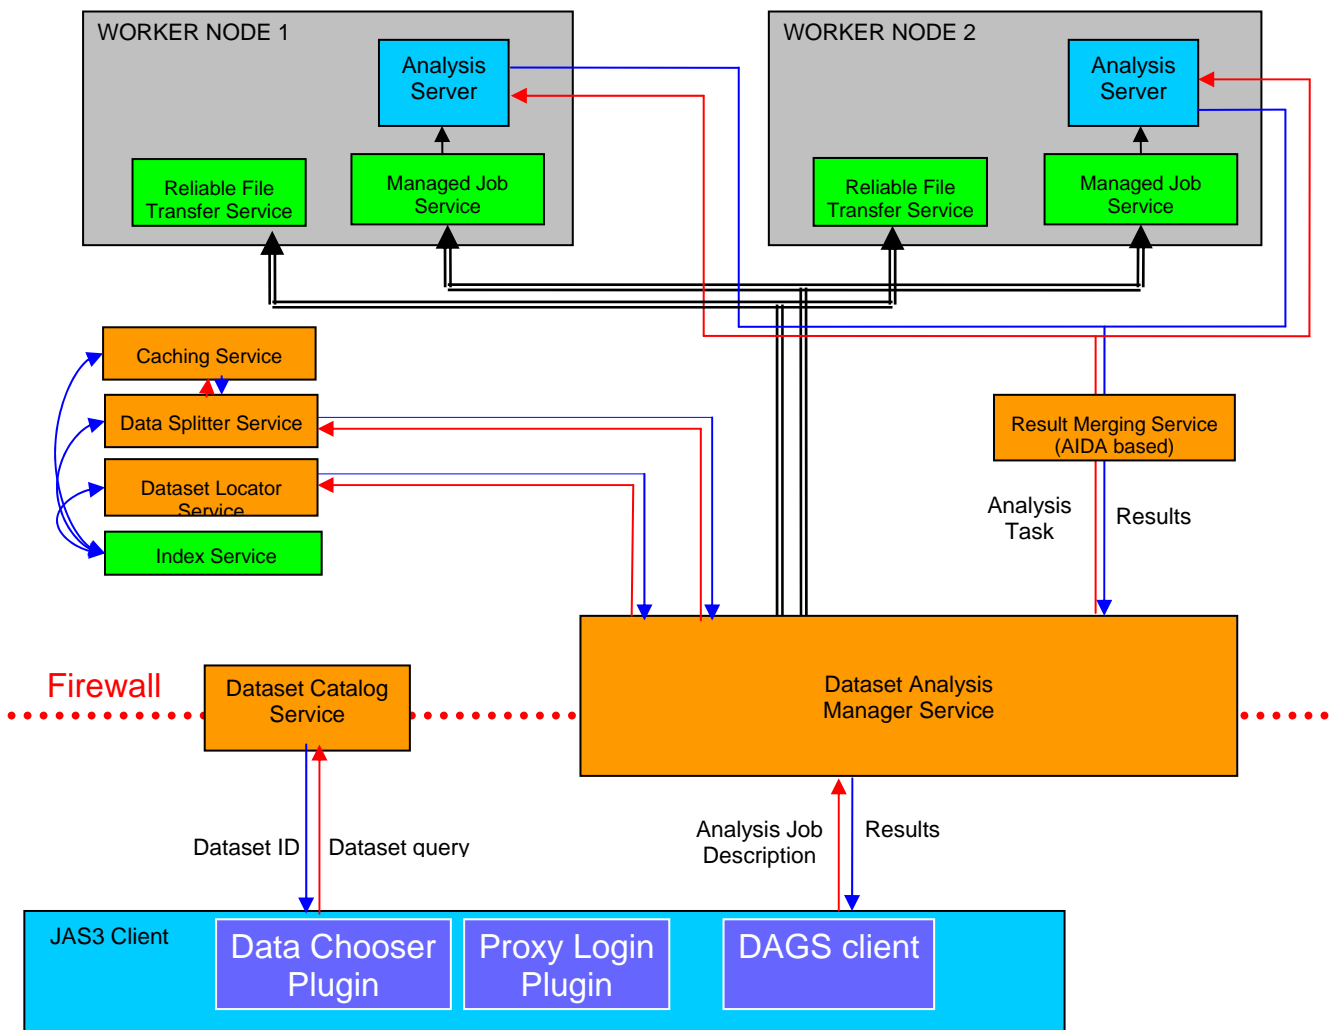 WORKER NODE 1
Analysis
Server
Reliable File
Transfer Service
Managed Job
Service
WORKER NODE 2
Analysis
Server
Reliable File
Transfer Service
Managed Job
Service
Caching Service
Data Splitter Service
Dataset Locator
Service
Index Service
Result Merging Service
(AIDA based)
Analysis
Task
Results
Firewall
Dataset Catalog
Service
Dataset Analysis
Manager Service
Dataset ID
Dataset query
Analysis Job
Description
Results
JAS3 Client
Data Chooser
Plugin
Proxy Login
Plugin
DAGS client